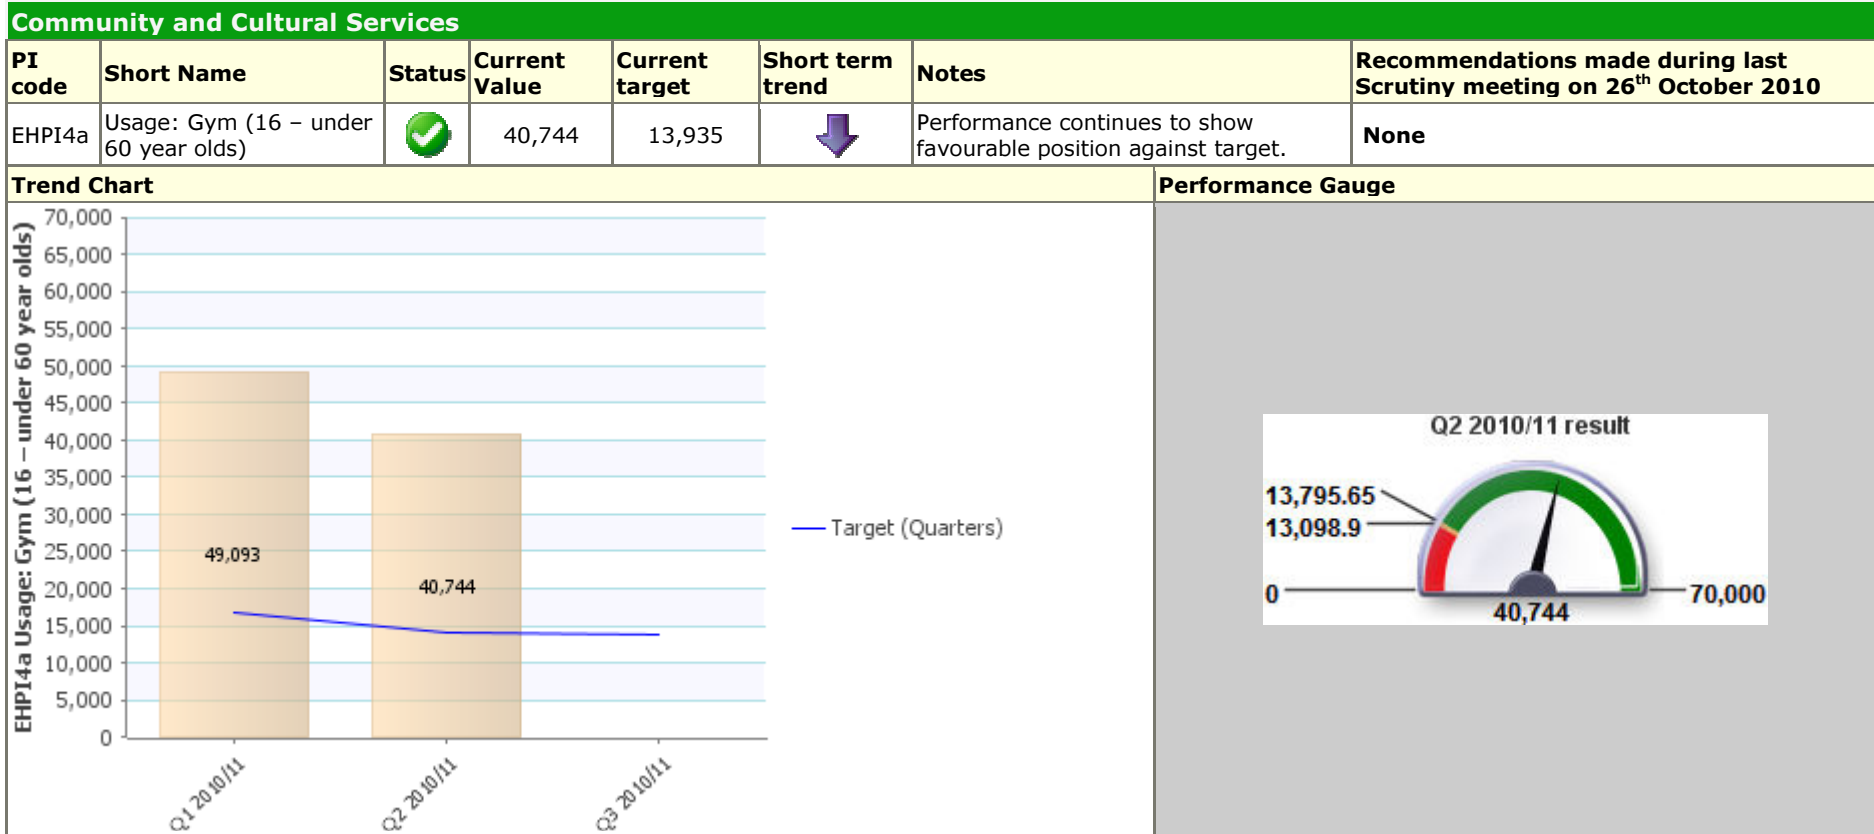 Community and Cultural Services
PI code
Short Name
Status
Current Value
Current target
Short term trend
Notes
Recommendations made during last
Scrutiny meeting on 26th October 2010
EHPI4a
Usage: Gym (16 – under
60 year olds)
40,744
13,935
Performance continues to show
favourable position against target.
None
Trend Chart
Performance Gauge
EHPI4a Usage: Gym (16 – under 60 year olds)
70,000
65,000
60,000
55,000
50,000
45,000
40,000
35,000
30,000
25,000
20,000
15,000
10,000
5,000
0
49,093
40,744
Q1 2010/11
Q2 2010/11
Q3 2010/11
Target (Quarters)
Q2 2010/11 result
13,795.65
13,098.9
0
70,000
40,744